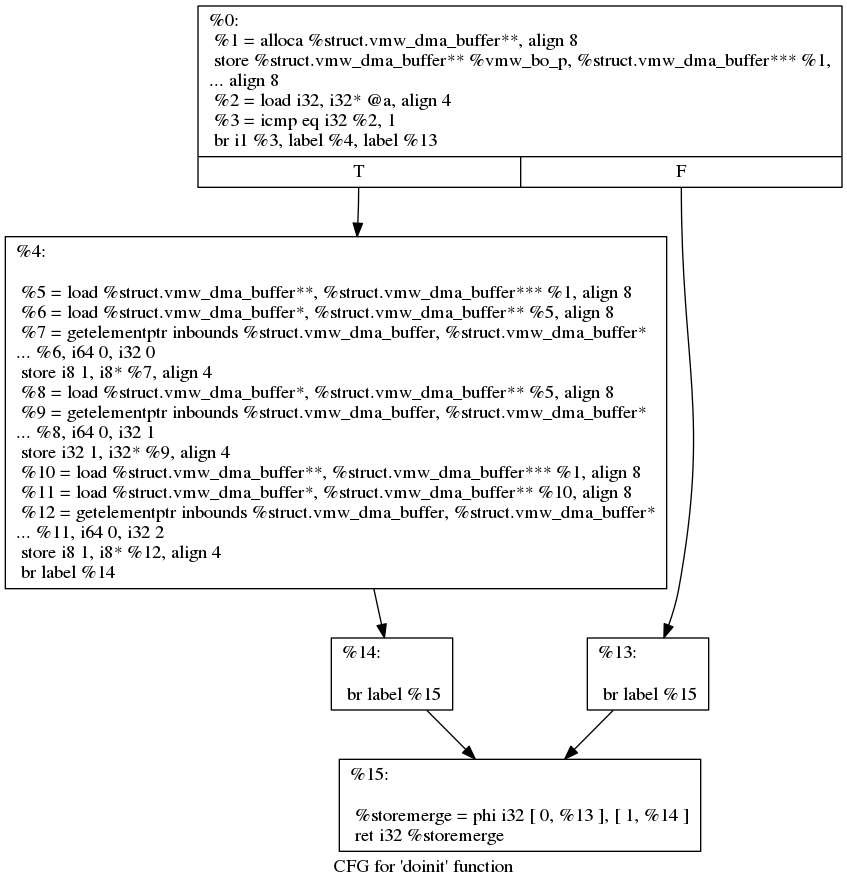 %0:
%1 = alloca %struct.vmw_dma_buffer**, align 8
store %struct.vmw_dma_buffer** %vmw_bo_p, %struct.vmw_dma_buffer*** %1,
... align 8
%2 = load i32, i32* @a, align 4
%3 = icmp eq i32 %2, 1
br i1 %3, label %4, label %13
T
F
%4:
%5 = load %struct.vmw_dma_buffer**, %struct.vmw_dma_buffer*** %1, align 8
%6 = load %struct.vmw_dma_buffer*, %struct.vmw_dma_buffer** %5, align 8
%7 = getelementptr inbounds %struct.vmw_dma_buffer, %struct.vmw_dma_buffer*
... %6, i64 0, i32 0
store i8 1, i8* %7, align 4
%8 = load %struct.vmw_dma_buffer*, %struct.vmw_dma_buffer** %5, align 8
%9 = getelementptr inbounds %struct.vmw_dma_buffer, %struct.vmw_dma_buffer*
... %8, i64 0, i32 1
store i32 1, i32* %9, align 4
%10 = load %struct.vmw_dma_buffer**, %struct.vmw_dma_buffer*** %1, align 8
%11 = load %struct.vmw_dma_buffer*, %struct.vmw_dma_buffer** %10, align 8
%12 = getelementptr inbounds %struct.vmw_dma_buffer, %struct.vmw_dma_buffer*
... %11, i64 0, i32 2
store i8 1, i8* %12, align 4
br label %14
%14:
br label %15
%13:
br label %15
%15:
%storemerge = phi i32 [ 0, %13 ], [ 1, %14 ]
ret i32 %storemerge
CFG for 'doinit' function